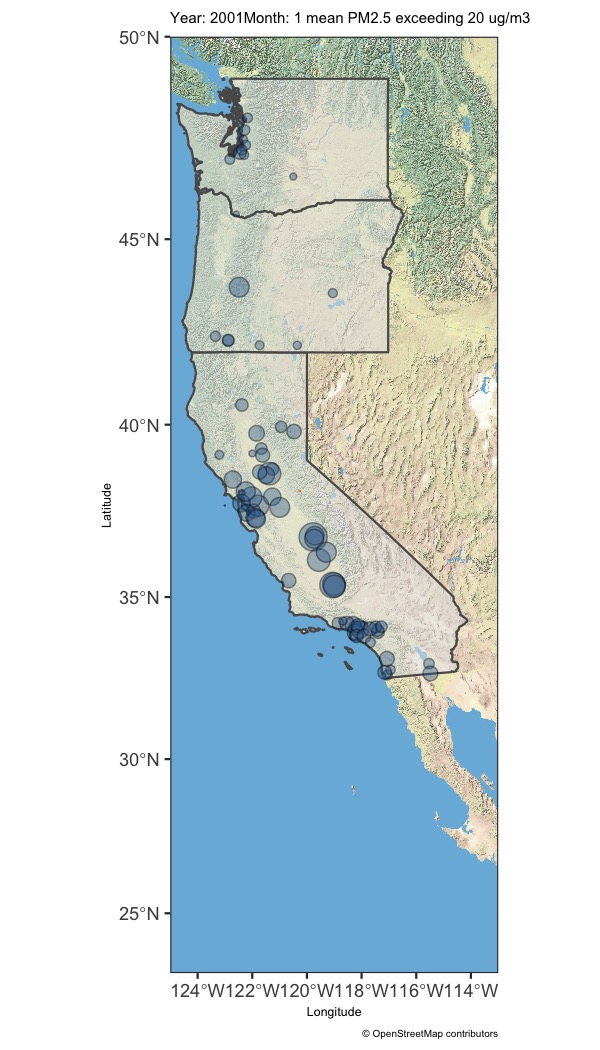 Year: 2001Month: 1 mean PM2.5 exceeding 20 ug/m3
50°N
45°N
40°N
Latitude
35°N
30°N
25°N
124°W122°W120°W118°W116°W114°W
Longitude
© OpenStreetMap contributors